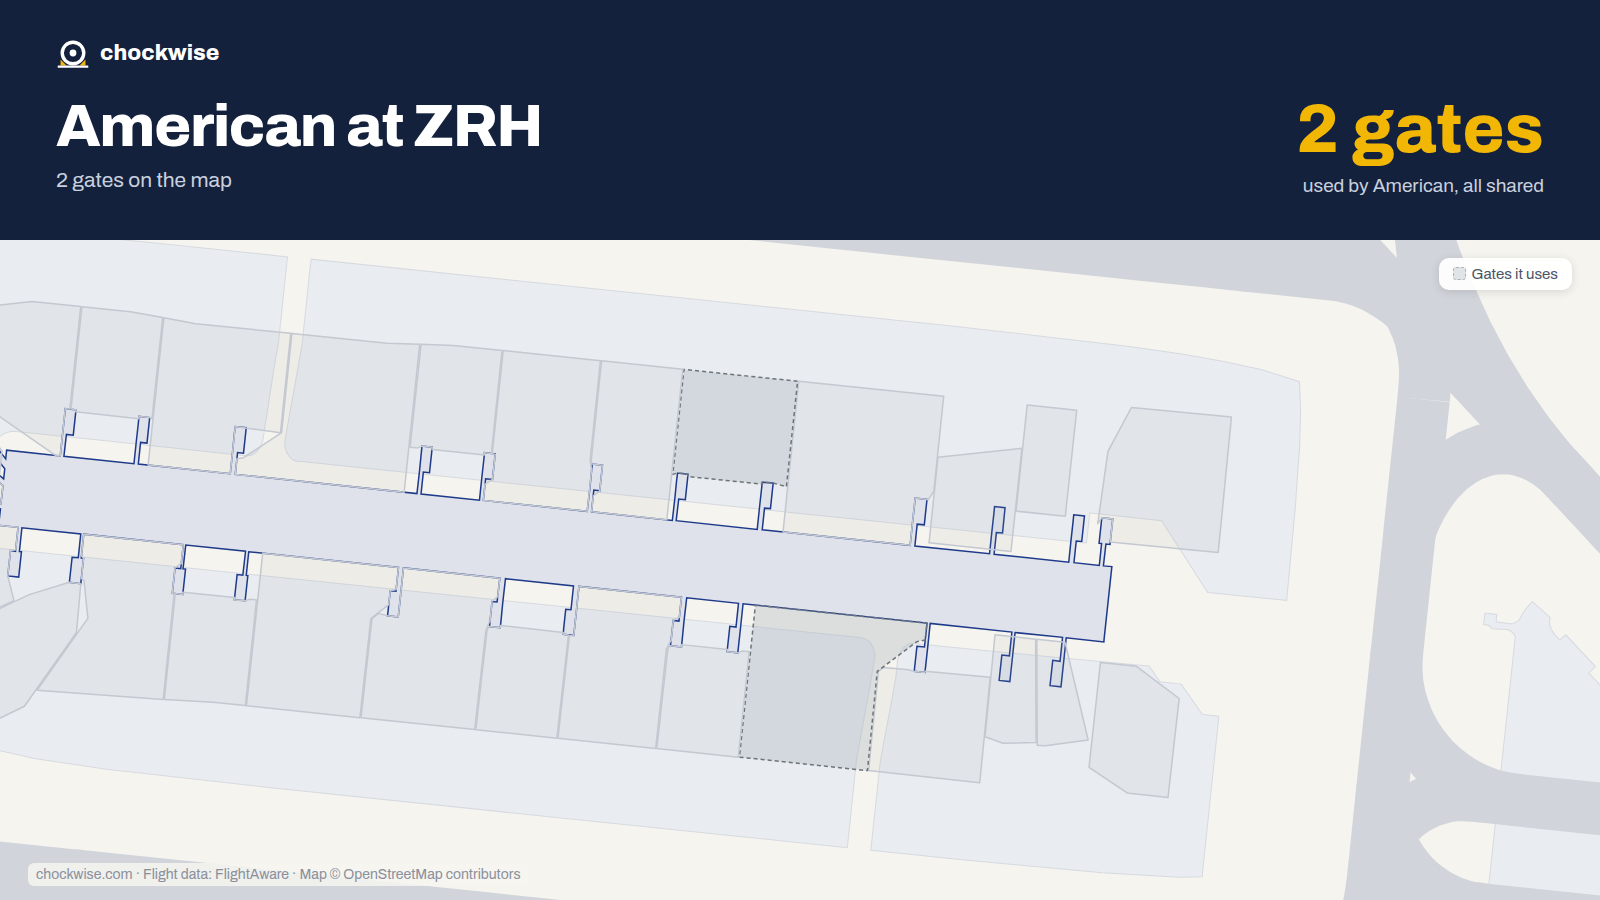 chockwise
American at ZRH
2 gates on the map
2 gates
used by American, all shared
Gates it uses
chockwise.com · Flight data: FlightAware · Map © OpenStreetMap contributors